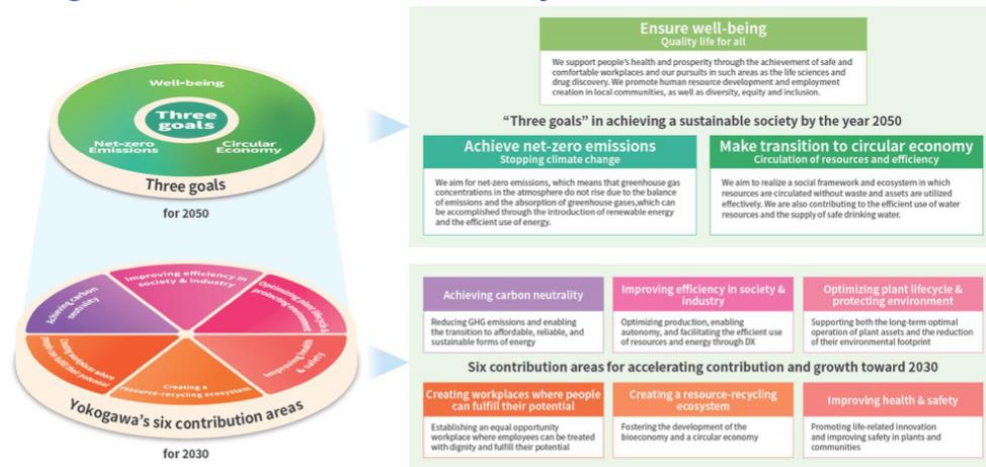 Well-being
Three
goals
Net-zero
Emissions
Circular
Economy
Three goals
for 2050
Ensure well-being
Quality life for all
We support people's health and prosperity through the achievement of safe and
comfortable workplaces and our pursuits in such areas as the life sciences and
drug discovery. We promote human resource development and employment
creation in local communities, as well as diversity, equity and inclusion.
“Three goals” in achieving a sustainable society by the year 2050
Achieve net-zero emissions
Stopping climate change
We aim for net-zero emissions, which means that greenhouse gas
concentrations in the atmosphere do not rise due to the balance
of emissions and the absorption of greenhouse gases,which can
be accomplished through the introduction of renewable energy
and the efficient use of energy.
Make transition to circular economy
Circulation of resources and efficiency
We aim to realize a social framework and ecosystem in which
resources are circulated without waste and assets are utilized
effectively. We are also contributing to the efficient use of water
resources and the supply of safe drinking water.
Achieving carbon
neutrality
Improving efficiency in
society & industry
Optimizing plant lifecycle &
protecting environment
Creating workplaces where
people can fulfill their potential
Creating a
resource-recycling ecosystem
Improving health
& safety
Yokogawa's six contribution areas
for 2030
Achieving carbon neutrality
Reducing GHG emissions and enabling
the transition to affordable, reliable, and
sustainable forms of energy
Improving efficiency in society &
industry
Optimizing production, enabling
autonomy, and facilitating the efficient use
of resources and energy through DX
Optimizing plant lifecycle &
protecting environment
Supporting both the long-term optimal
operation of plant assets and the reduction
of their environmental footprint
Six contribution areas for accelerating contribution and growth toward 2030
Creating workplaces where people
can fulfill their potential
Establishing an equal opportunity
workplace where employees can be treated
with dignity and fulfill their potential
Creating a resource-recycling
ecosystem
Fostering the development of the
bioeconomy and a circular economy
Improving health & safety
Promoting life-related innovation
and improving safety in plants and
communities